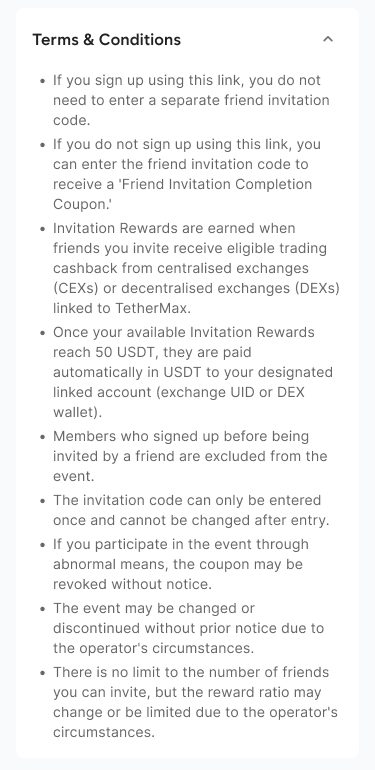 Terms & Conditions
• If you sign up using this link, you do not
need to enter a separate friend invitation
code.
• If you do not sign up using this link, you
can enter the friend invitation code to
receive a 'Friend Invitation Completion
Coupon.'
• Invitation Rewards are earned when
friends you invite receive eligible trading
cashback from centralised exchanges
(CEXs) or decentralised exchanges (DEXs)
linked to TetherMax.
• Once your available Invitation Rewards
reach 50 USDT, they are paid
automatically in USDT to your designated
linked account (exchange UID or DEX
wallet).
• Members who signed up before being
invited by a friend are excluded from the
event.
• The invitation code can only be entered
once and cannot be changed after entry.
• If you participate in the event through
abnormal means, the coupon may be
revoked without notice.
• The event may be changed or
discontinued without prior notice due to
the operator's circumstances.
• There is no limit to the number of friends
you can invite, but the reward ratio may
change or be limited due to the operator's
circumstances.